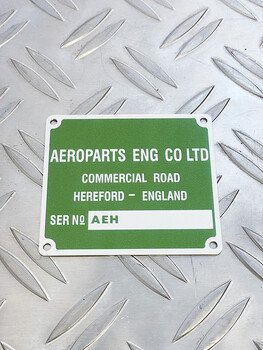 AEROPARTS ENG CO LTD
COMMERCIAL ROAD
HEREFORD - ENGLAND
SER Nº AEH